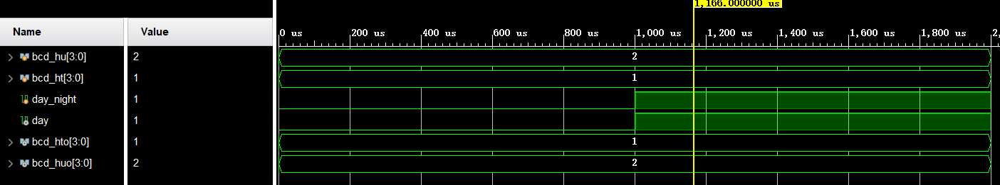 1,166.000000 us
Name Value
0 us 200 us 400 us 600 us 800 us 1,000 us 1,200 us 1,400 us 1,600 us 1,800 us 2,
bcd_hu[3:0] 2 2
bcd_ht[3:0] 1 1
day_night 1
day 1
bcd_hto[3:0] 1 1
bcd_huo[3:0] 2 2